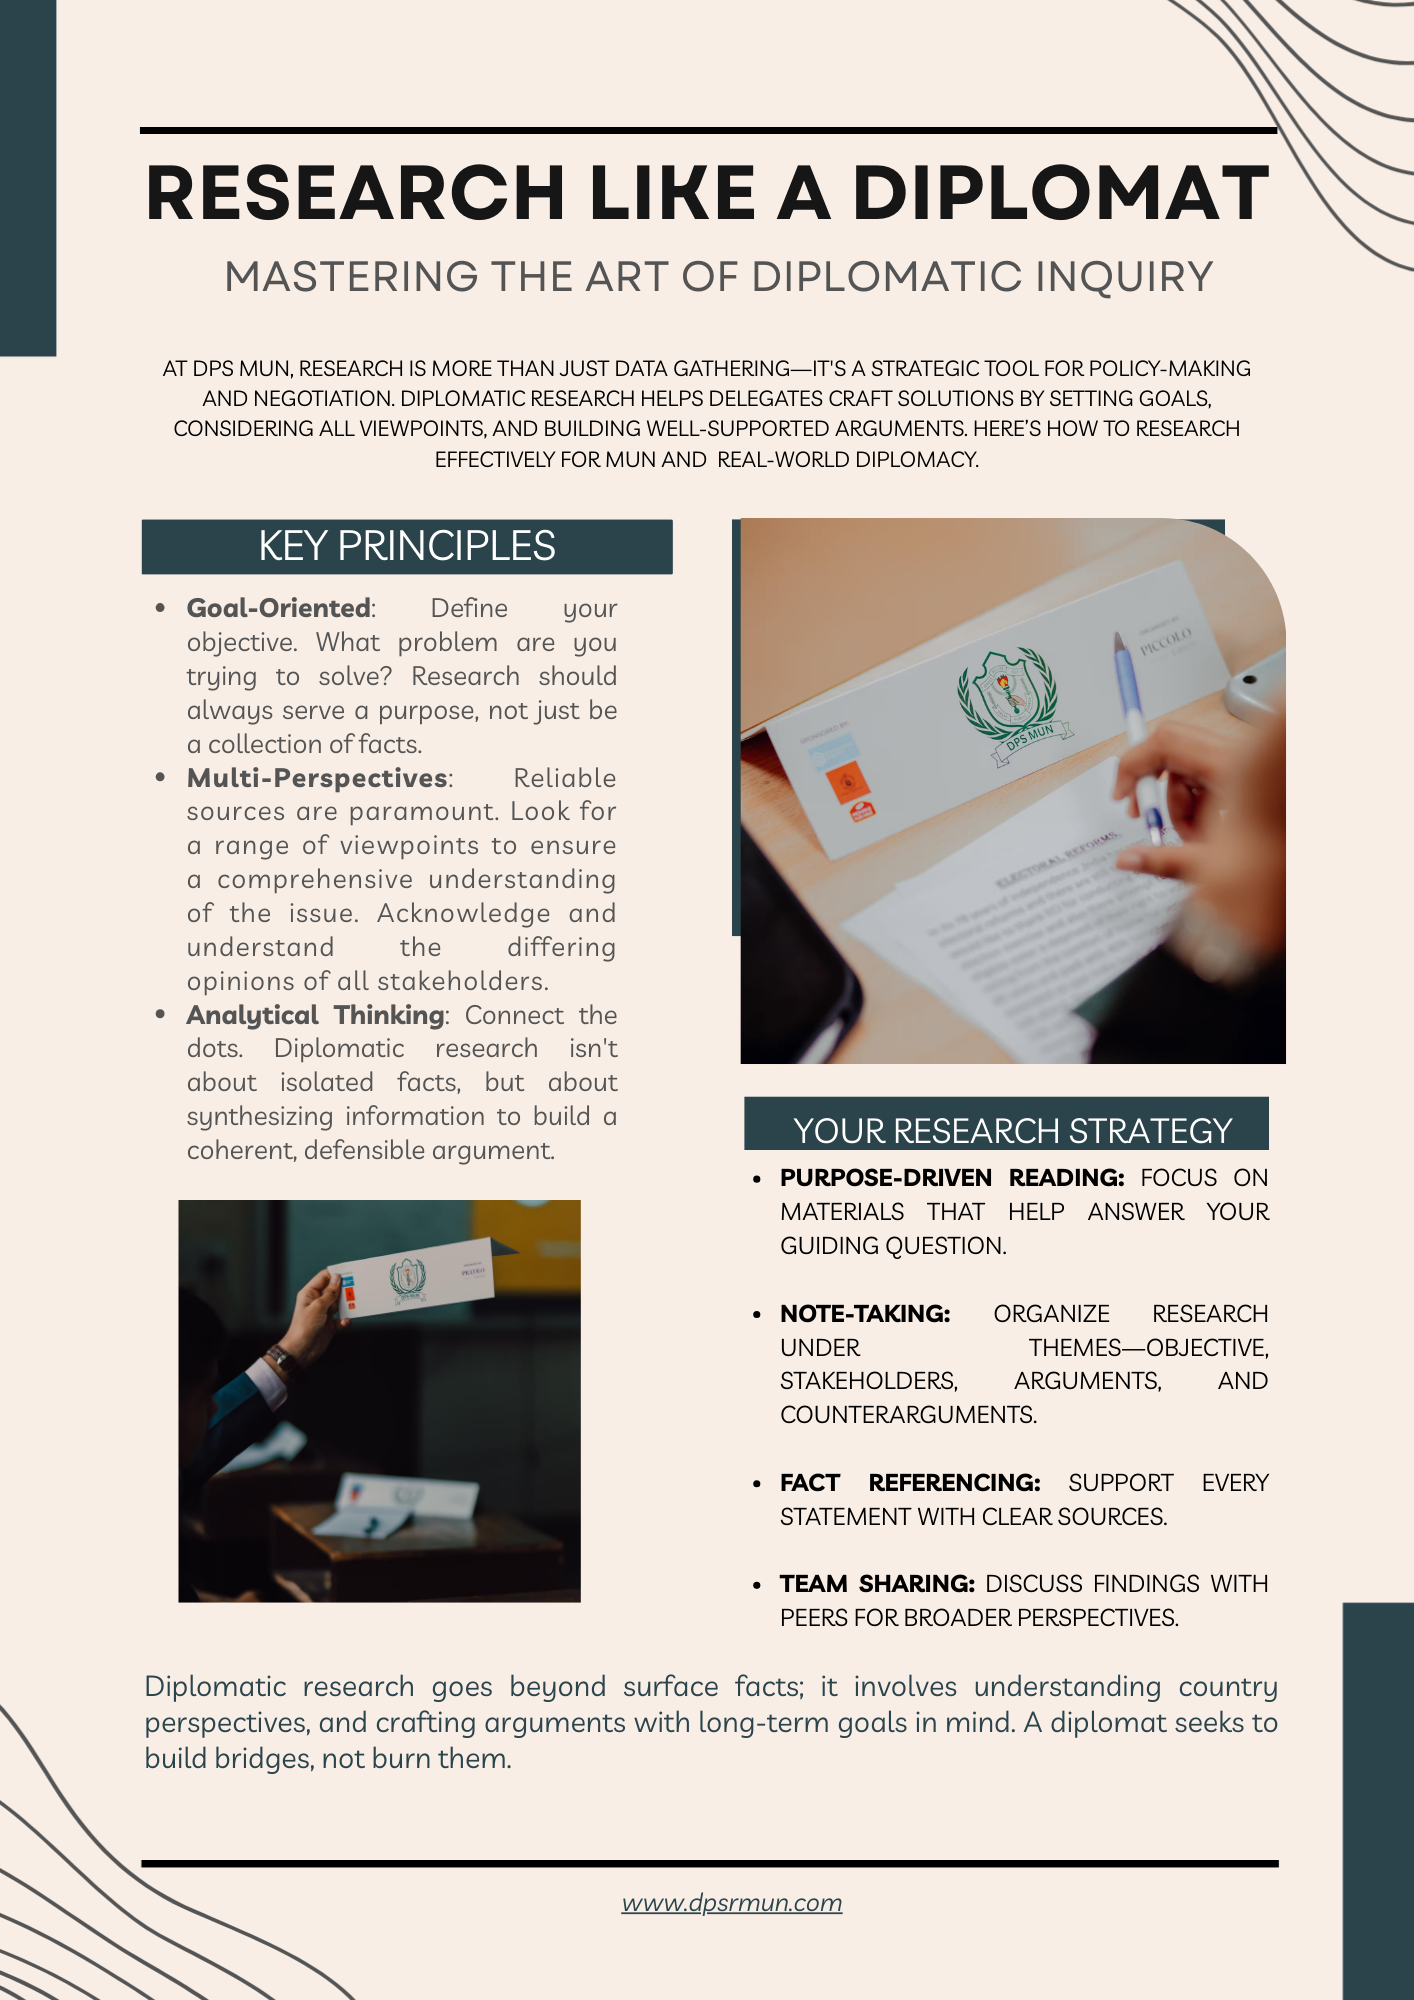 RESEARCH LIKE A DIPLOMAT
MASTERING THE ART OF DIPLOMATIC INQUIRY
AT DPS MUN, RESEARCH IS MORE THAN JUST DATA GATHERING—IT'S A STRATEGIC TOOL FOR POLICY-MAKING
AND NEGOTIATION. DIPLOMATIC RESEARCH HELPS DELEGATES CRAFT SOLUTIONS BY SETTING GOALS,
CONSIDERING ALL VIEWPOINTS, AND BUILDING WELL-SUPPORTED ARGUMENTS. HERE'S HOW TO RESEARCH
EFFECTIVELY FOR MUN AND REAL-WORLD DIPLOMACY.
KEY PRINCIPLES
• Goal-Oriented: Define your
objective. What problem are you
trying to solve? Research should
always serve a purpose, not just be
a collection of facts.
• Multi-Perspectives: Reliable
sources are paramount. Look for
a range of viewpoints to ensure
a comprehensive understanding
of the issue. Acknowledge and
understand the differing
opinions of all stakeholders.
• Analytical Thinking: Connect the
dots. Diplomatic research isn't
about isolated facts, but about
synthesizing information to build a
coherent, defensible argument.
SPONSORED BY:
DPS MUN
PICCOLO
ELECTORAL REFORMS
YOUR RESEARCH STRATEGY
• PURPOSE-DRIVEN READING: FOCUS ON
MATERIALS THAT HELP ANSWER YOUR
GUIDING QUESTION.
• NOTE-TAKING: ORGANIZE RESEARCH
UNDER THEMES—OBJECTIVE,
STAKEHOLDERS, ARGUMENTS, AND
COUNTERARGUMENTS.
• FACT REFERENCING: SUPPORT EVERY
STATEMENT WITH CLEAR SOURCES.
• TEAM SHARING: DISCUSS FINDINGS WITH
PEERS FOR BROADER PERSPECTIVES.
Diplomatic research goes beyond surface facts; it involves understanding country
perspectives, and crafting arguments with long-term goals in mind. A diplomat seeks to
build bridges, not burn them.
www.dpsrmun.com